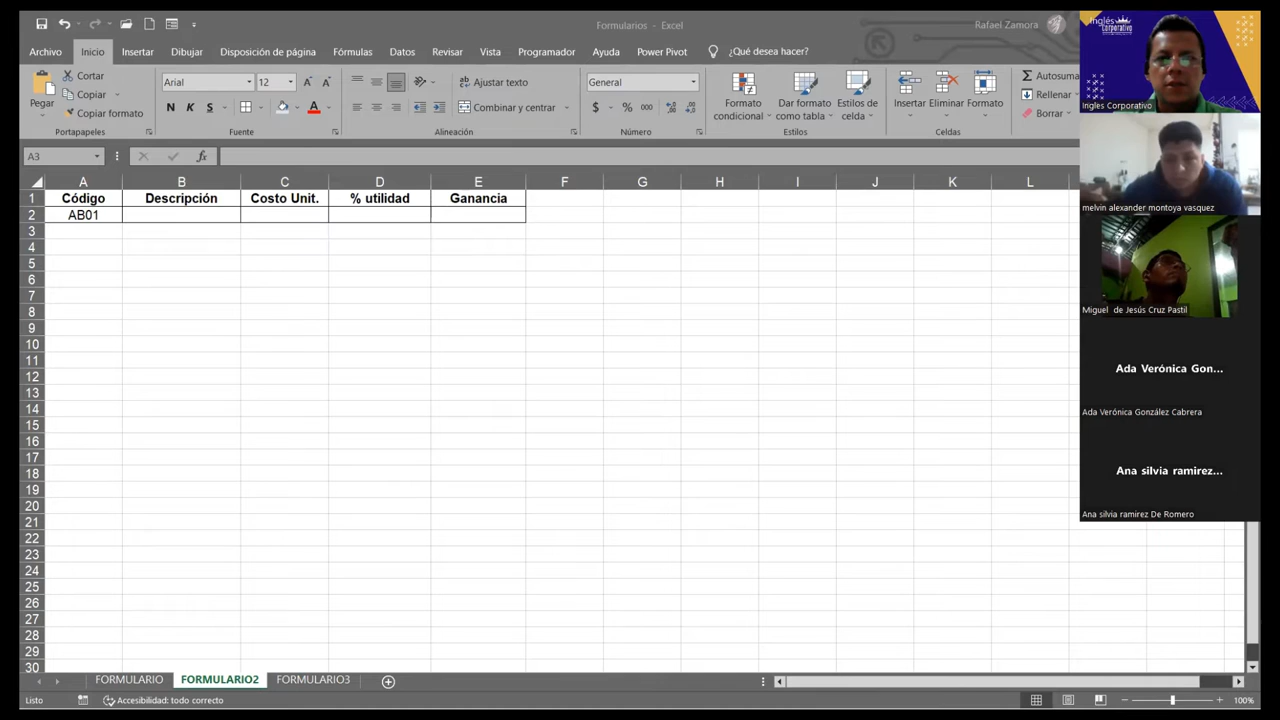 Formularios - Excel
Rafael Zamora
Archivo Inicio Insertar Dibujar Disposición de página Fórmulas Datos Revisar Vista Programador Ayuda Power Pivot ¿Qué desea hacer?
Pegar
Cortar
Copiar
Copiar formato
Portapapeles
Arial 12
N K S
Fuente
Ajustar texto
Combinar y centrar
Alineación
General
$ % 000
Número
Formato condicional
Dar formato como tabla
Estilos de celda
Estilos
Insertar
Eliminar
Formato
Celdas
Autosuma
Rellenar
Borrar
A3
fx
A B C D E F G H I J K L
1 Código Descripción Costo Unit. % utilidad Ganancia
2 AB01
3
4
5
6
7
8
9
10
11
12
13
14
15
16
17
18
19
20
21
22
23
24
25
26
27
28
29
30
FORMULARIO FORMULARIO2 FORMULARIO3
Listo
Accesibilidad: todo correcto
100%
Inglés
Corporativo
Ingles Corporativo
melvin alexander montoya vasquez
Miguel de Jesús Cruz Pastil
Ada Verónica Gon...
Ada Verónica González Cabrera
Ana silvia ramirez...
Ana silvia ramirez De Romero